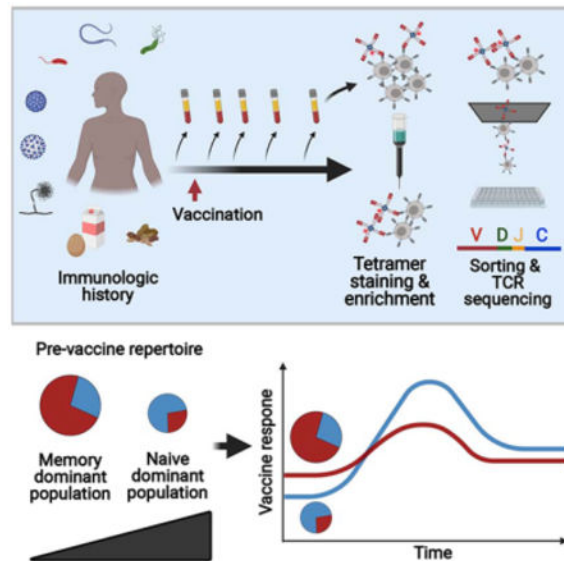 Vaccination
Immunologic
history
Tetramer
staining &
enrichment
V D J C
Sorting &
TCR
sequencing
Pre-vaccine repertoire
Memory
dominant
population
Naive
dominant
population
Vaccine respone
Time